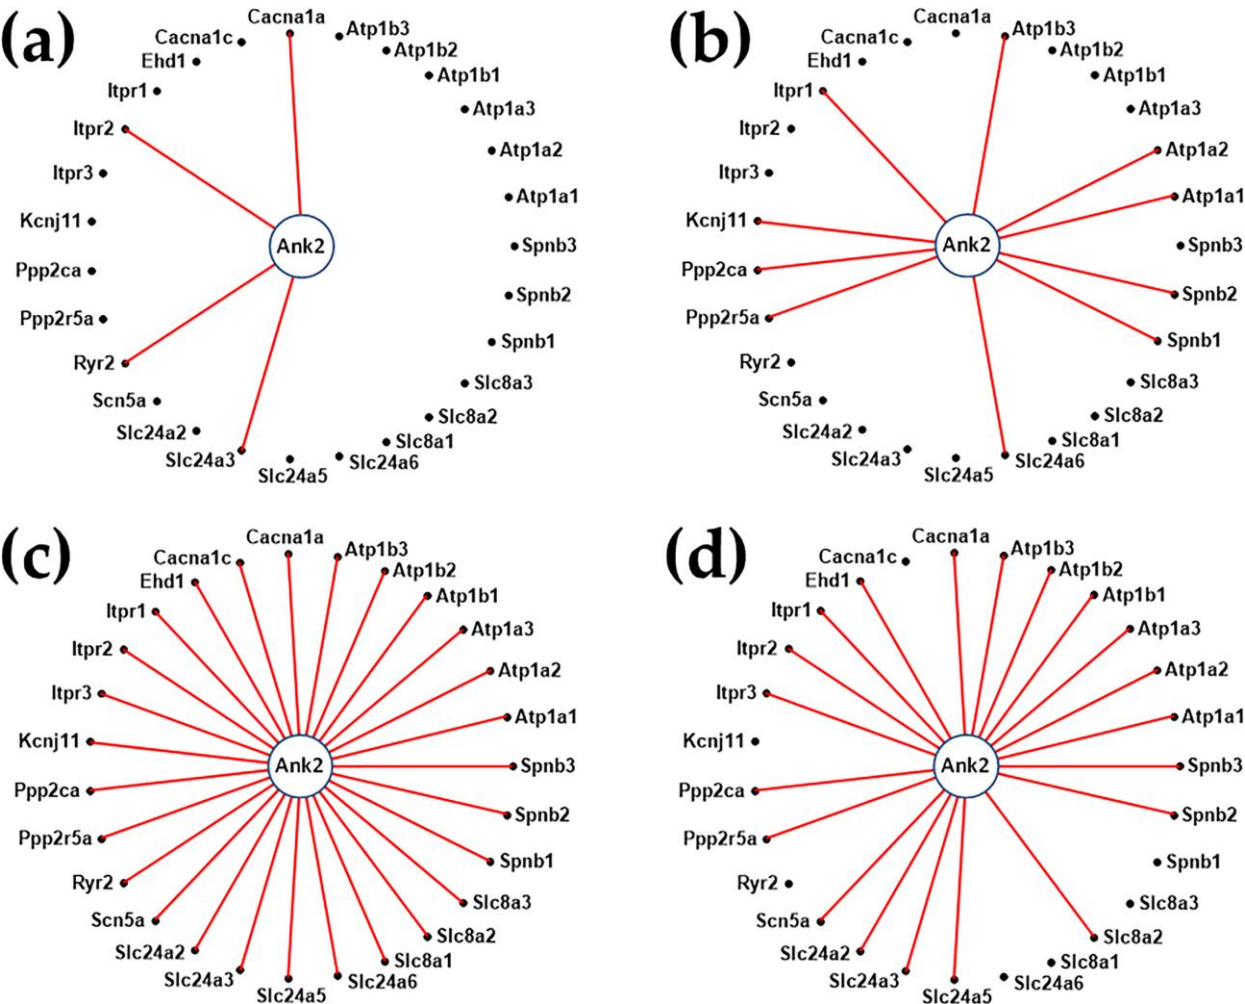 (a)
Cacna1a
Cacna1c
Atp1b3
Ehd1
Atp1b2
Itpr1
Atp1b1
Itpr2
Atp1a3
Itpr3
Atp1a2
Kcnj11
Atp1a1
Ank2
Spnb3
Ppp2ca
Spnb2
Ppp2r5a
Spnb1
Ryr2
Slc8a3
Scn5a
Slc8a2
Slc24a2
Slc8a1
Slc24a3
Slc24a6
Slc24a5
(b)
Cacna1a
Cacna1c
Atp1b3
Ehd1
Atp1b2
Itpr1
Atp1b1
Itpr2
Atp1a3
Itpr3
Atp1a2
Kcnj11
Atp1a1
Ank2
Spnb3
Ppp2ca
Spnb2
Ppp2r5a
Spnb1
Ryr2
Slc8a3
Scn5a
Slc8a2
Slc24a2
Slc8a1
Slc24a3
Slc24a6
Slc24a5
(c)
Cacna1a
Cacna1c
Atp1b3
Ehd1
Atp1b2
Itpr1
Atp1b1
Itpr2
Atp1a3
Itpr3
Atp1a2
Kcnj11
Atp1a1
Ank2
Spnb3
Ppp2ca
Spnb2
Ppp2r5a
Spnb1
Ryr2
Slc8a3
Scn5a
Slc8a2
Slc24a2
Slc8a1
Slc24a3
Slc24a6
Slc24a5
(d)
Cacna1a
Cacna1c
Atp1b3
Ehd1
Atp1b2
Itpr1
Atp1b1
Itpr2
Atp1a3
Itpr3
Atp1a2
Kcnj11
Atp1a1
Ank2
Spnb3
Ppp2ca
Spnb2
Ppp2r5a
Spnb1
Ryr2
Slc8a3
Scn5a
Slc8a2
Slc24a2
Slc8a1
Slc24a3
Slc24a6
Slc24a5